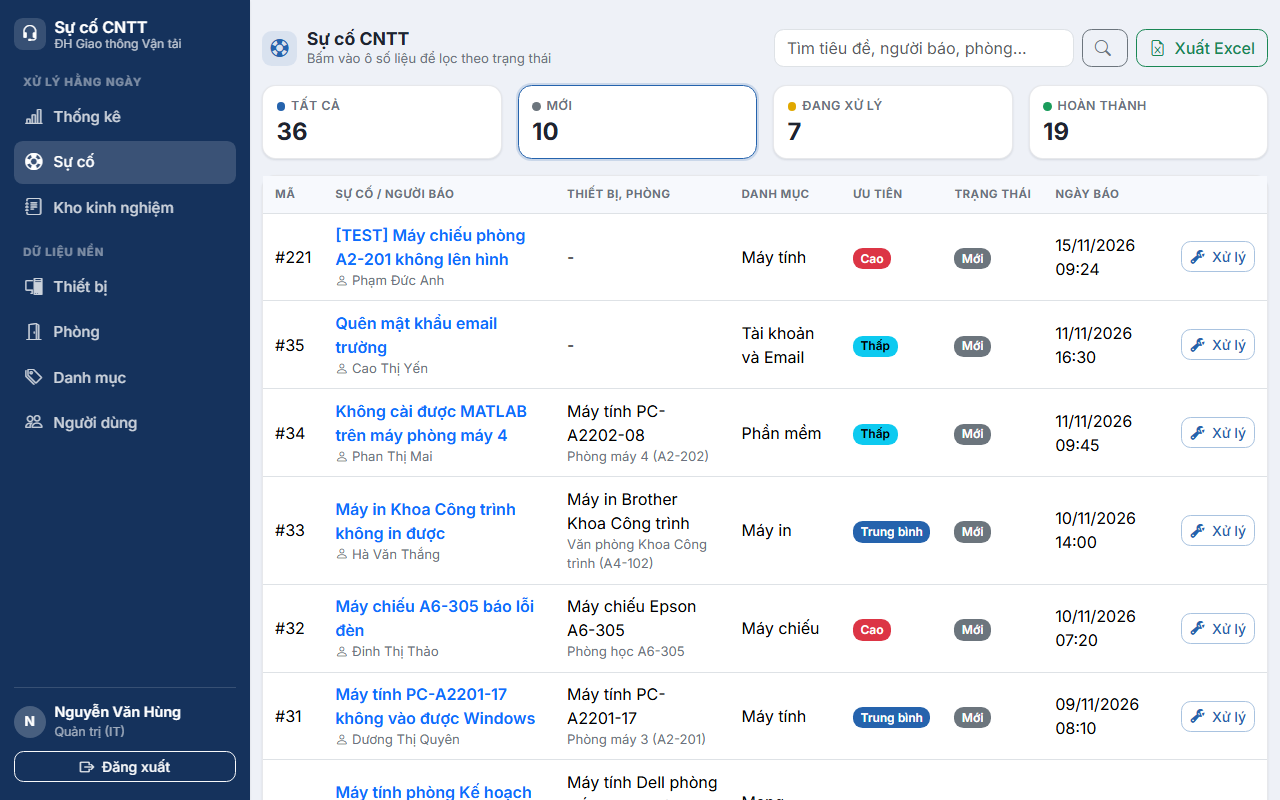 Sự cố CNTT
ĐH Giao thông Vận tải
XỬ LÝ HẰNG NGÀY
Thống kê
Sự cố
Kho kinh nghiệm
DỮ LIỆU NỀN
Thiết bị
Phòng
Danh mục
Người dùng
N
Nguyễn Văn Hùng
Quản trị (IT)
Đăng xuất
Sự cố CNTT
Bấm vào ô số liệu để lọc theo trạng thái
Tìm tiêu đề, người báo, phòng...
Xuất Excel
TẤT CẢ
36
MỚI
10
ĐANG XỬ LÝ
7
HOÀN THÀNH
19
MÃ SỰ CỐ / NGƯỜI BÁO THIẾT BỊ, PHÒNG DANH MỤC ƯU TIÊN TRẠNG THÁI NGÀY BÁO
#221
[TEST] Máy chiếu phòng
A2-201 không lên hình
Phạm Đức Anh
-
Máy tính
Cao
Mới
15/11/2026
09:24
Xử lý
#35
Quên mật khẩu email
trường
Cao Thị Yến
-
Tài khoản
và Email
Thấp
Mới
11/11/2026
16:30
Xử lý
#34
Không cài được MATLAB
trên máy phòng máy 4
Phan Thị Mai
Máy tính PC-
A2202-08
Phòng máy 4 (A2-202)
Phần mềm
Thấp
Mới
11/11/2026
09:45
Xử lý
#33
Máy in Khoa Công trình
không in được
Hà Văn Thắng
Máy in Brother
Khoa Công trình
Văn phòng Khoa Công
trình (A4-102)
Máy in
Trung bình
Mới
10/11/2026
14:00
Xử lý
#32
Máy chiếu A6-305 báo lỗi
đèn
Đinh Thị Thảo
Máy chiếu Epson
A6-305
Phòng học A6-305
Máy chiếu
Cao
Mới
10/11/2026
07:20
Xử lý
#31
Máy tính PC-A2201-17
không vào được Windows
Dương Thị Quyên
Máy tính PC-
A2201-17
Phòng máy 3 (A2-201)
Máy tính
Trung bình
Mới
09/11/2026
08:10
Xử lý
Máy tính phòng Kế hoạch
Máy tính Dell phòng